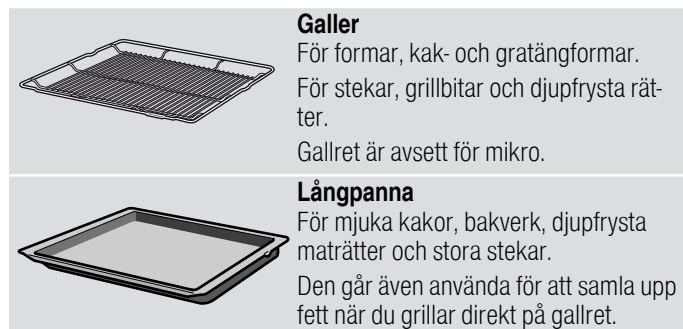 Galler
För formar, kak- och gratängformar.
För stekar, grillbitar och djupfrysta rät-
ter.
Gallret är avsett för mikro.
Långpanna
För mjuka kakor, bakverk, djupfrysta
maträtter och stora stekar.
Den går även använda för att samla upp
fett när du grillar direkt på gallret.